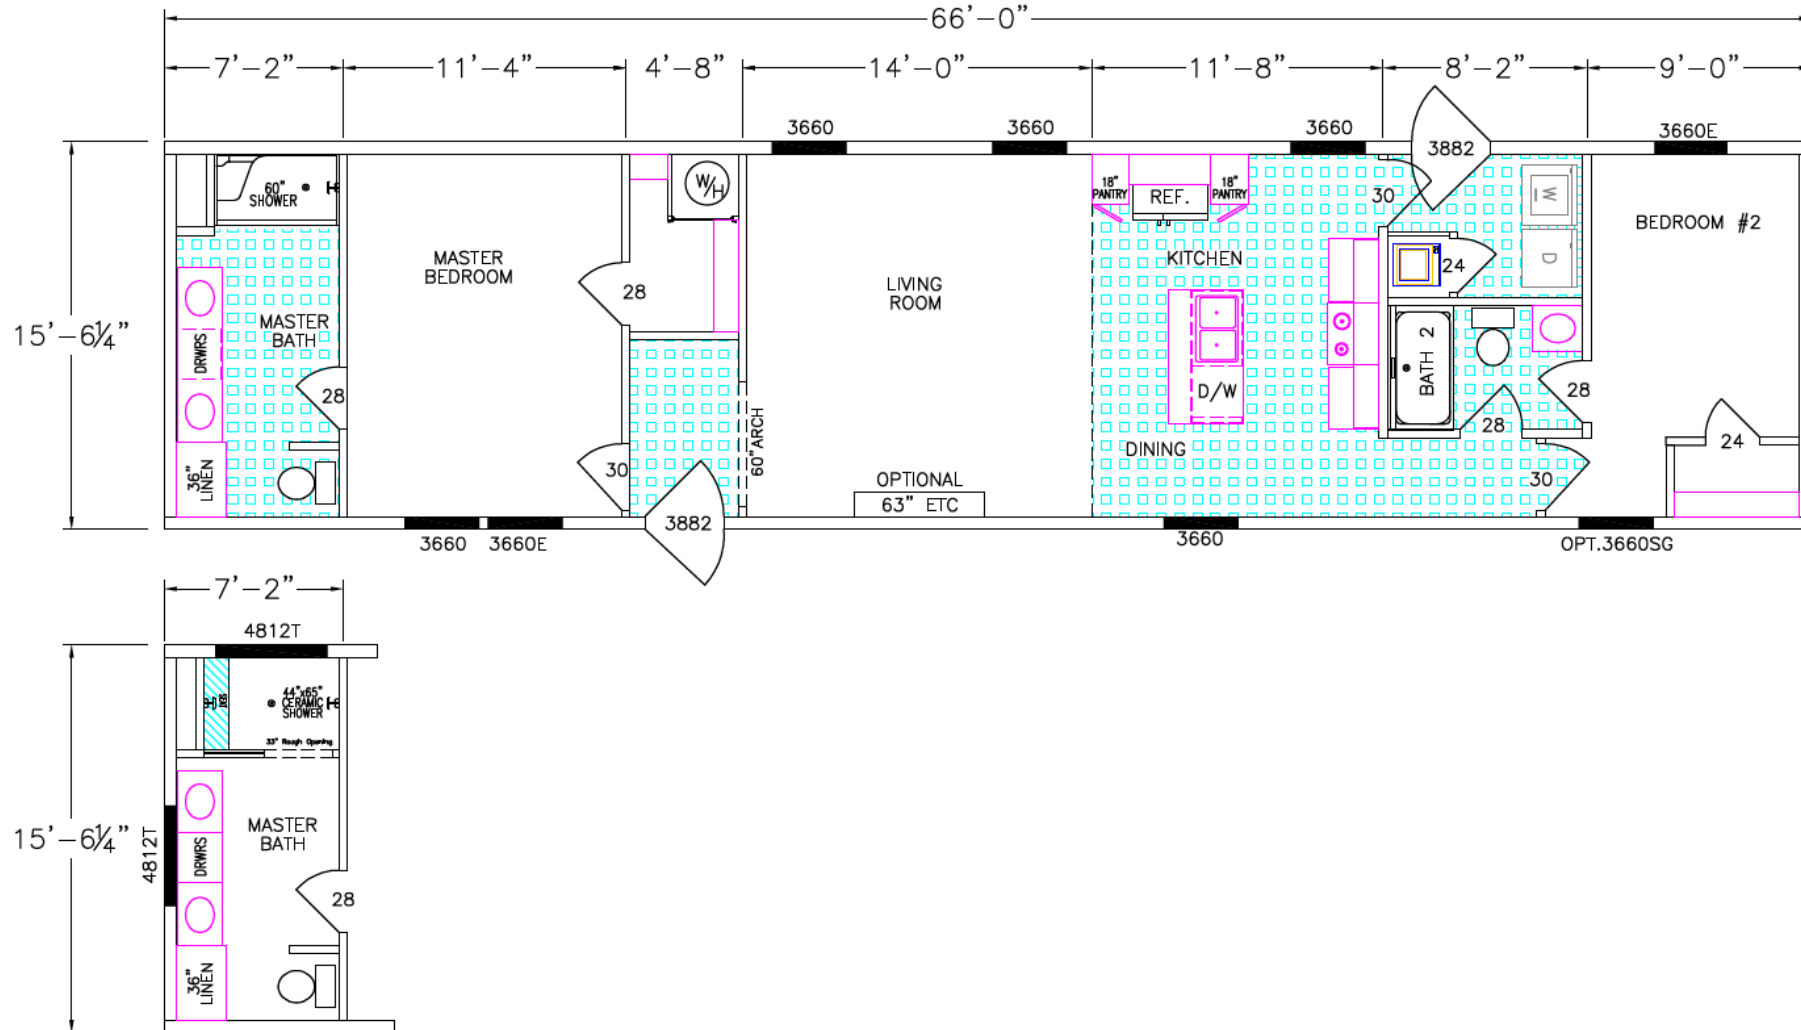 66'-0"
7'-2" 11'-4" 4'-8" 14'-0" 11'-8" 8'-2" 9'-0"
3660 3660 3660 3882 3660E
60"
SHOWER
W/H
18"
PANTRY
REF.
18"
PANTRY
30
W
D
BEDROOM #2
MASTER
BEDROOM
28
LIVING
ROOM
KITCHEN
24
15'-6¼"
MASTER
BATH
DRWRS
28
D/W
BATH 2
28
28
24
36"
LINEN
30
60" ARCH
DINING
OPTIONAL
63" ETC
30
3882
3660 3660E
3660
OPT.3660SG
7'-2"
4812T
44"x65"
CERAMIC
SHOWER
33" Rough Opening
15'-6¼"
4812T
MASTER
BATH
DRWRS
28
36"
LINEN